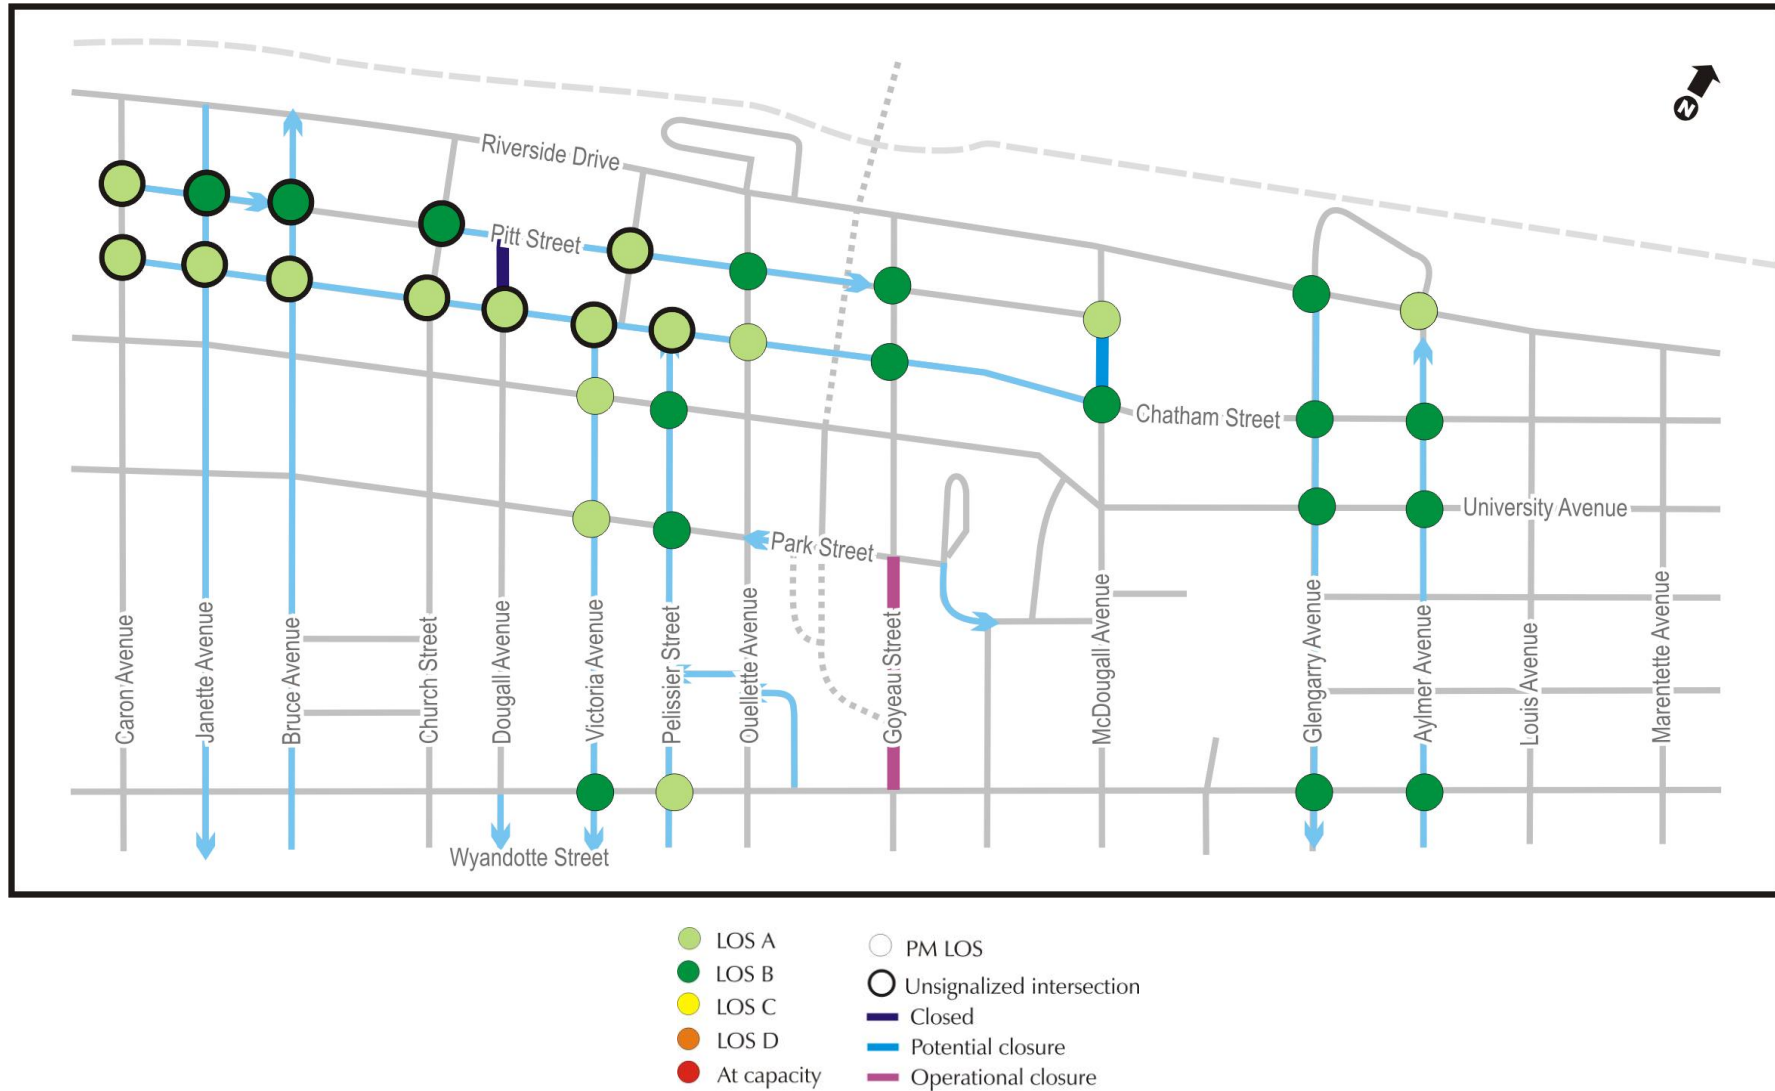 N
Riverside Drive
Pitt Street
Chatham Street
University Avenue
Park Street
Caron Avenue
Janette Avenue
Bruce Avenue
Church Street
Dougall Avenue
Victoria Avenue
Pelissier Street
Ouellette Avenue
Goyeau Street
McDougall Avenue
Glengarry Avenue
Aylmer Avenue
Louis Avenue
Marentette Avenue
Wyandotte Street
LOS A
LOS B
LOS C
LOS D
At capacity
PM LOS
Unsignalized intersection
Closed
Potential closure
Operational closure